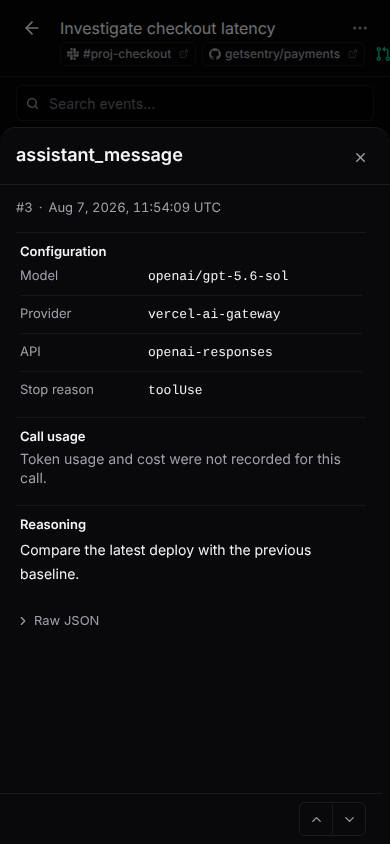 Investigate checkout latency
#proj-checkout
getsentry/payments
Search events...
assistant_message
#3 · Aug 7, 2026, 11:54:09 UTC
Configuration
Model openai/gpt-5.6-sol
Provider vercel-ai-gateway
API openai-responses
Stop reason toolUse
Call usage
Token usage and cost were not recorded for this
call.
Reasoning
Compare the latest deploy with the previous
baseline.
Raw JSON